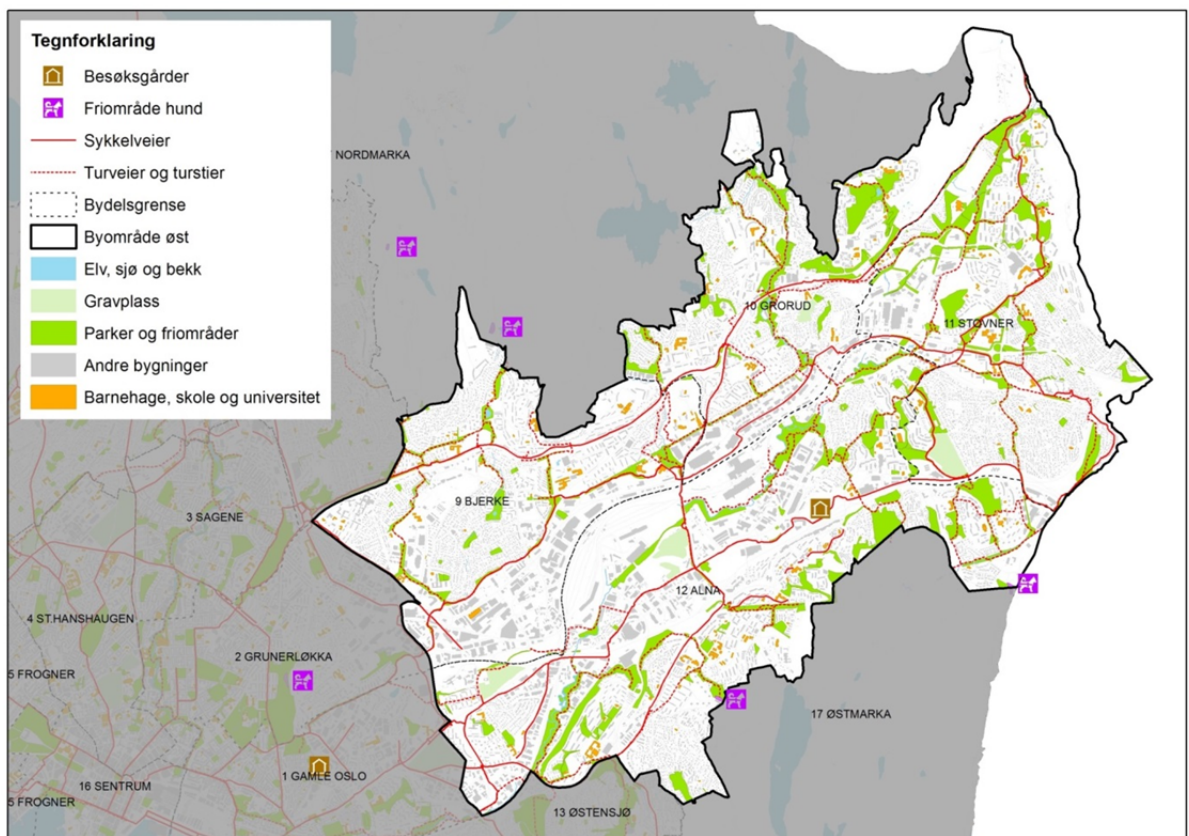 Tegnforklaring
Besøksgårder
Friområde hund
Sykkelveier
Turveier og turstier
Bydelsgrense
Byområde øst
Elv, sjø og bekk
Gravplass
Parker og friområder
Andre bygninger
Barnehage, skole og universitet
NORDMARKA
10 GRORUD
11 STOVNER
9 BJERKE
3 SAGENE
12 ALNA
4 ST.HANSHAUGEN
2 GRUNERLØKKA
5 FROGNER
17 ØSTMARKA
1 GAMLE OSLO
16 SENTRUM
5 FROGNER
13 ØSTENSJØ